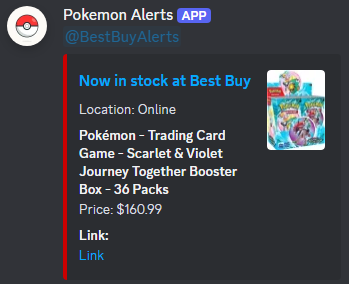 Pokemon Alerts APP
@BestBuyAlerts
Now in stock at Best Buy
Location: Online
Pokémon - Trading Card
Game - Scarlet & Violet
Journey Together Booster
Box - 36 Packs
Price: $160.99
Link:
Link